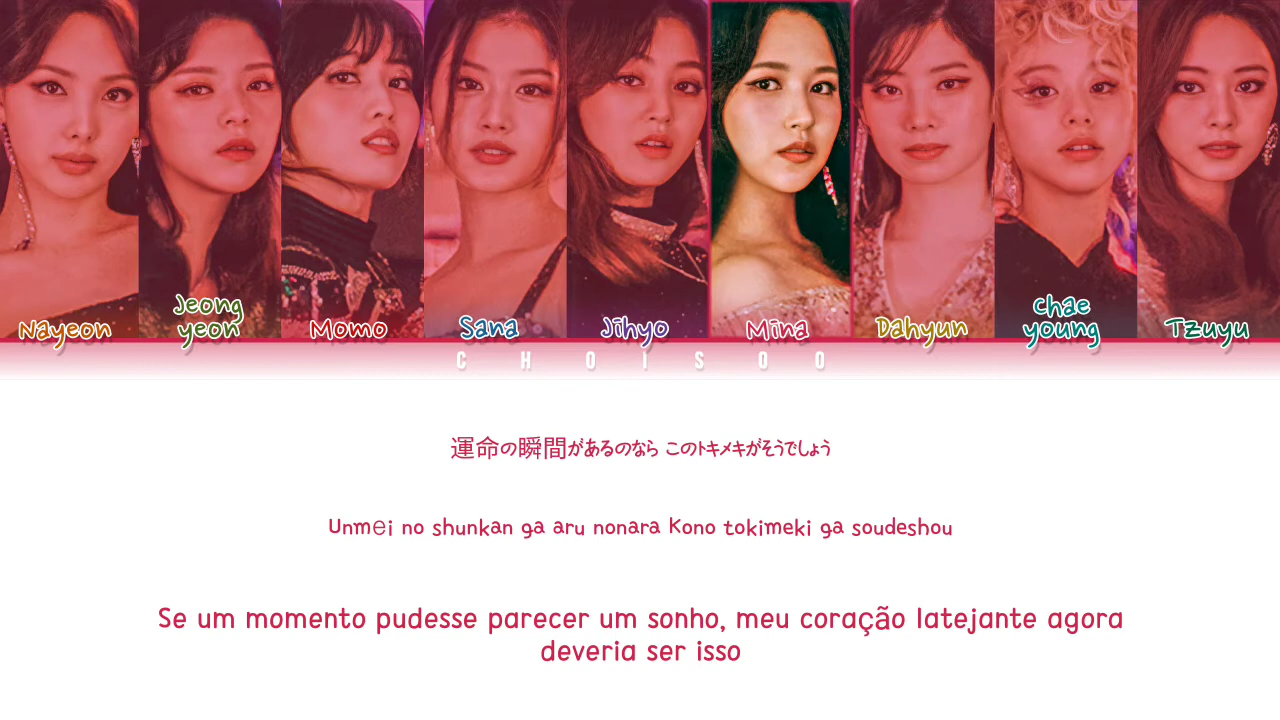 Nayeon
Jeong
yeon
Momo
Sana
Jihyo
Mina
Dahyun
chae
young
Tzuyu
CHOISOO
運命の瞬間があるのなら このトキメキがそうでしょう
Unmei no shunkan ga aru nonara Kono tokimeki ga soudeshou
Se um momento pudesse parecer um sonho, meu coração latejante agora
deveria ser isso